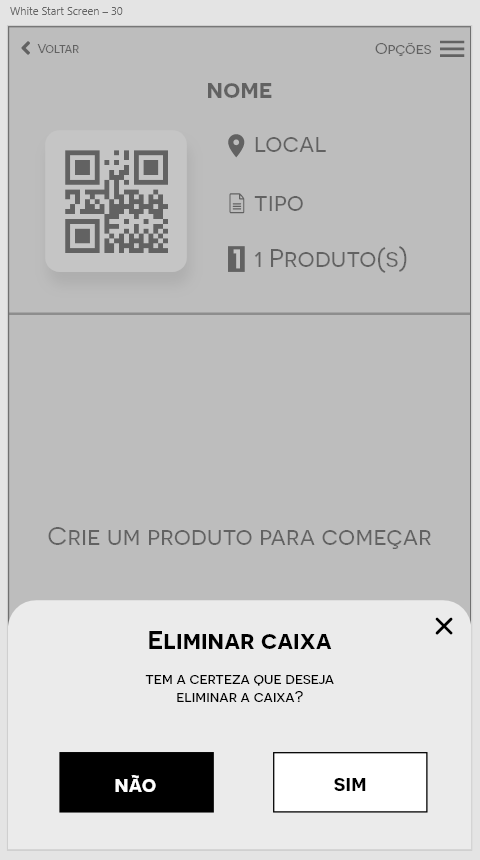 White Start Screen – 30
Voltar
Opções
NOME
LOCAL
TIPO
1 1 Produto(s)
Crie um produto para começar
Eliminar caixa
tem a certeza que deseja
eliminar a caixa?
NÃO
SIM